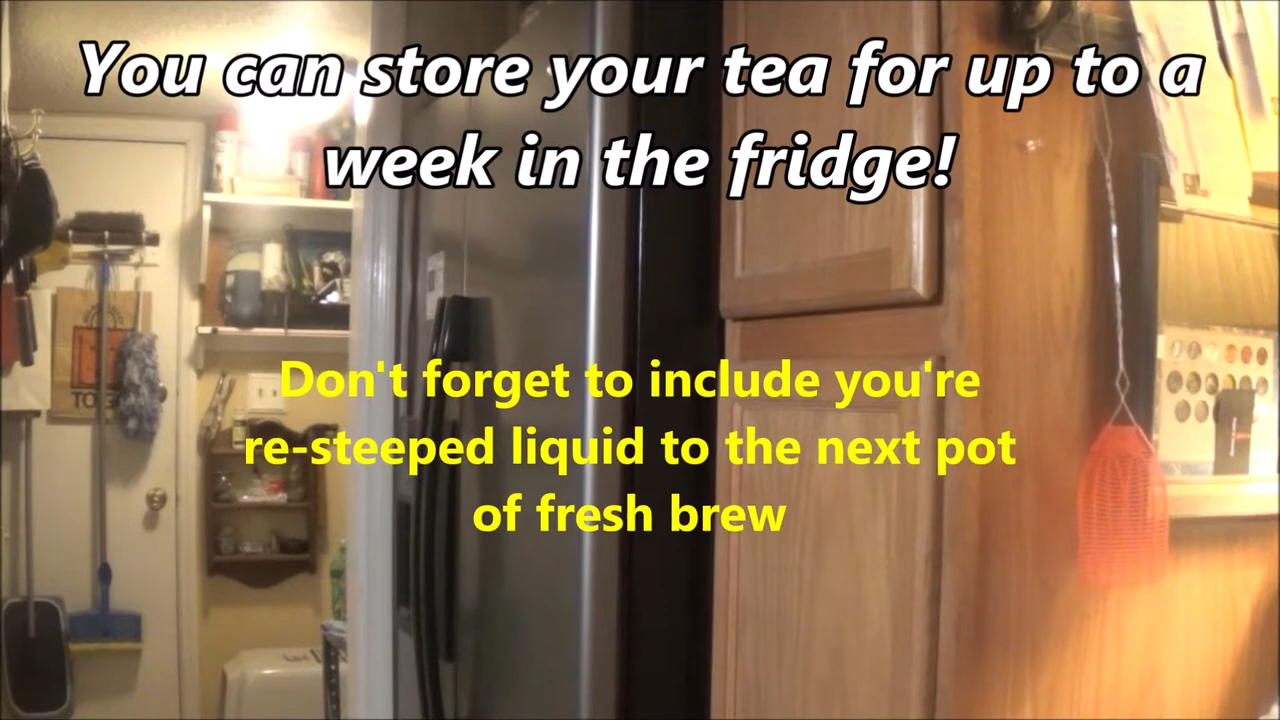 You can store your tea for up to a
week in the fridge!
Don't forget to include you're
re-steeped liquid to the next pot
of fresh brew